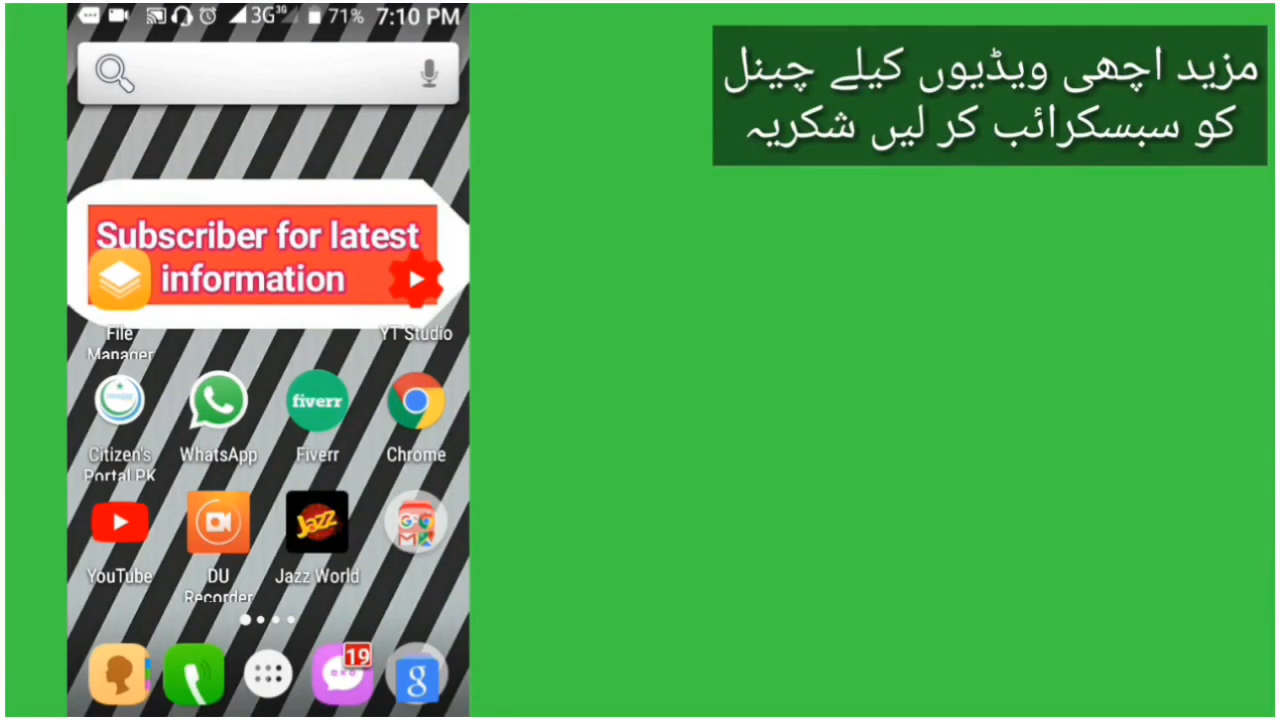 3G 3G 71% 7:10 PM
مزید اچھی ویڈیوں کیلے چینل
کو سبسکرائب کر لیں شکریہ
Subscriber for latest
information
File
Manager
YT Studio
fiverr
Citizen's
Portal PK
WhatsApp
Fiverr
Chrome
Jazz
YouTube
DU
Recorder
Jazz World
19
g